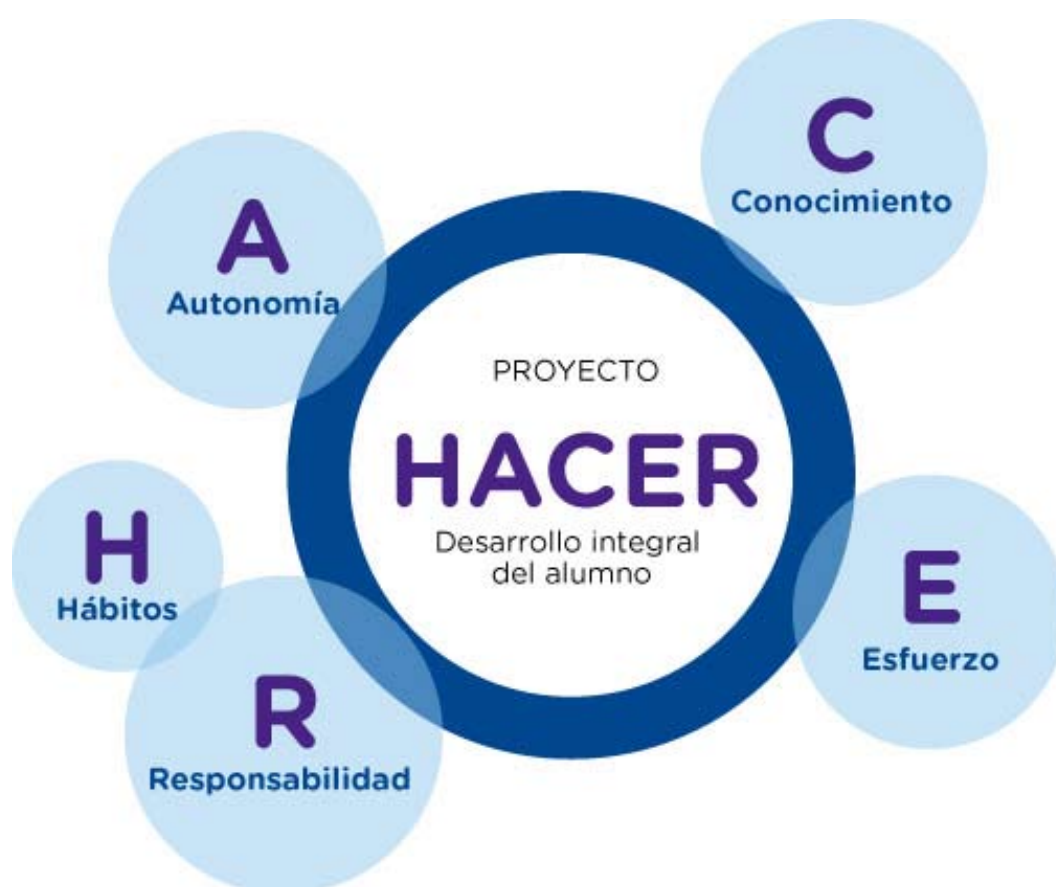 C
Conocimiento
A
Autonomía
PROYECTO
HACER
Desarrollo integral
del alumno
H
Hábitos
E
Esfuerzo
R
Responsabilidad